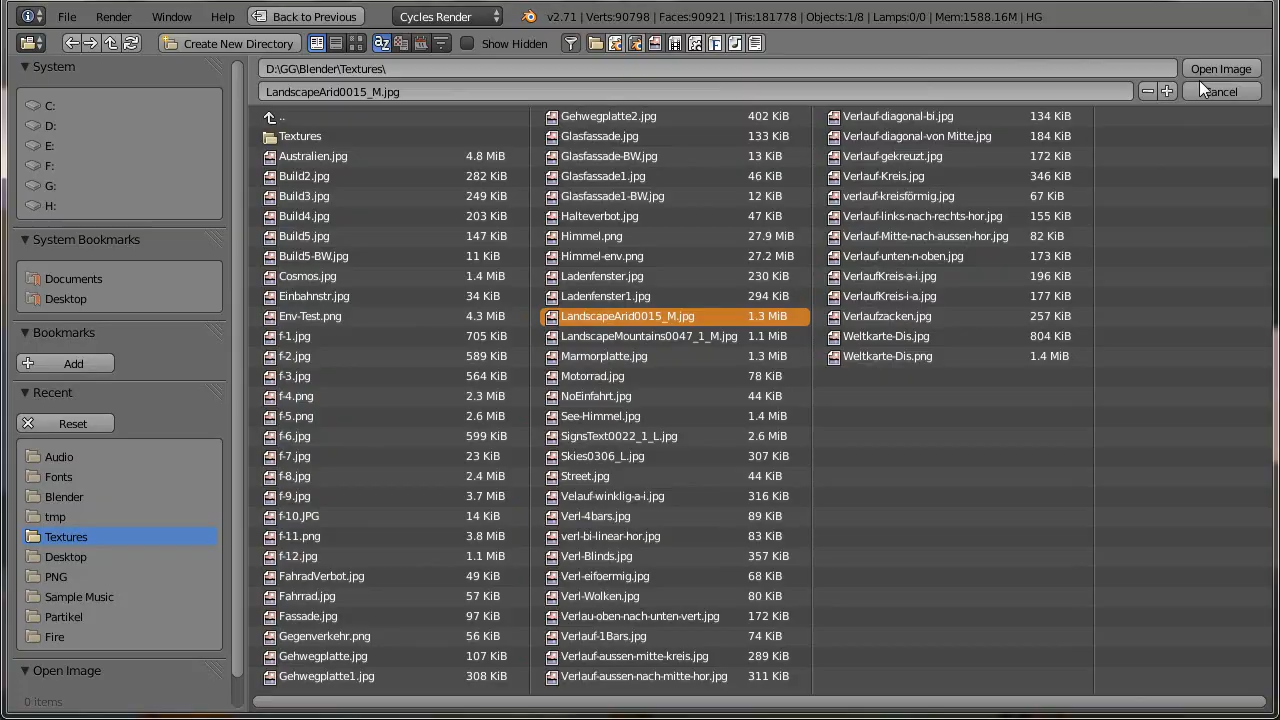 File Render Window Help Back to Previous Cycles Render v2.71 | Verts:90798 | Faces:90921 | Tris:181778 | Objects:1/8 | Lamps:0/0 | Mem:1588.16M | HG
Create New Directory Show Hidden
System
C:
D:
E:
F:
G:
H:
System Bookmarks
Documents
Desktop
Bookmarks
Add
Recent
Reset
Audio
Fonts
Blender
tmp
Textures
Desktop
PNG
Sample Music
Partikel
Fire
Open Image
0 items
D:\GG\Blender\Textures\
Open Image
LandscapeArid0015_M.jpg
Cancel
..
Textures
Australien.jpg 4.8 MiB
Build2.jpg 282 KiB
Build3.jpg 249 KiB
Build4.jpg 203 KiB
Build5.jpg 147 KiB
Build5-BW.jpg 11 KiB
Cosmos.jpg 1.4 MiB
Einbahnstr.jpg 34 KiB
Env-Test.png 4.3 MiB
f-1.jpg 705 KiB
f-2.jpg 589 KiB
f-3.jpg 564 KiB
f-4.png 2.3 MiB
f-5.png 2.6 MiB
f-6.jpg 599 KiB
f-7.jpg 23 KiB
f-8.jpg 2.4 MiB
f-9.jpg 3.7 MiB
f-10.JPG 14 KiB
f-11.png 3.8 MiB
f-12.jpg 1.1 MiB
FahradVerbot.jpg 49 KiB
Fahrrad.jpg 57 KiB
Fassade.jpg 97 KiB
Gegenverkehr.png 56 KiB
Gehwegplatte.jpg 107 KiB
Gehwegplatte1.jpg 308 KiB
Gehwegplatte2.jpg 402 KiB
Glasfassade.jpg 133 KiB
Glasfassade-BW.jpg 13 KiB
Glasfassade1.jpg 46 KiB
Glasfassade1-BW.jpg 12 KiB
Halteverbot.jpg 47 KiB
Himmel.png 27.9 MiB
Himmel-env.png 27.2 MiB
Ladenfenster.jpg 230 KiB
Ladenfenster1.jpg 294 KiB
LandscapeArid0015_M.jpg 1.3 MiB
LandscapeMountains0047_1_M.jpg 1.1 MiB
Marmorplatte.jpg 1.3 MiB
Motorrad.jpg 78 KiB
NoEinfahrt.jpg 44 KiB
See-Himmel.jpg 1.4 MiB
SignsText0022_1_L.jpg 2.6 MiB
Skies0306_L.jpg 307 KiB
Street.jpg 44 KiB
Velauf-winklig-a-i.jpg 316 KiB
Verl-4bars.jpg 89 KiB
verl-bi-linear-hor.jpg 83 KiB
Verl-Blinds.jpg 357 KiB
Verl-eifoermig.jpg 68 KiB
Verl-Wolken.jpg 80 KiB
Verlau-oben-nach-unten-vert.jpg 172 KiB
Verlauf-1Bars.jpg 74 KiB
Verlauf-aussen-mitte-kreis.jpg 289 KiB
Verlauf-aussen-nach-mitte-hor.jpg 311 KiB
Verlauf-diagonal-bi.jpg 134 KiB
Verlauf-diagonal-von Mitte.jpg 184 KiB
Verlauf-gekreuzt.jpg 172 KiB
Verlauf-Kreis.jpg 346 KiB
verlauf-kreisförmig.jpg 67 KiB
Verlauf-links-nach-rechts-hor.jpg 155 KiB
Verlauf-Mitte-nach-aussen-hor.jpg 82 KiB
Verlauf-unten-n-oben.jpg 173 KiB
VerlaufKreis-a-i.jpg 196 KiB
VerlaufKreis-i-a.jpg 177 KiB
Verlaufzacken.jpg 257 KiB
Weltkarte-Dis.jpg 804 KiB
Weltkarte-Dis.png 1.4 MiB